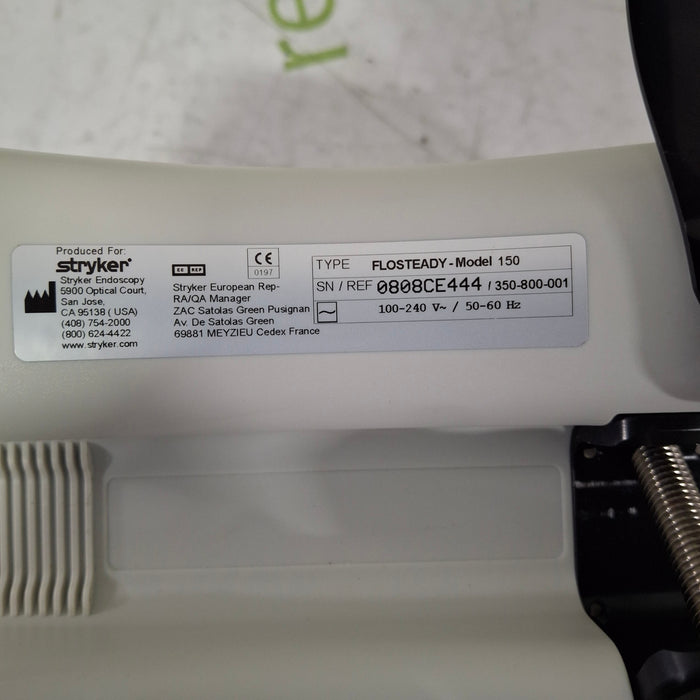 re
Produced For:
stryker®
Stryker Endoscopy
5900 Optical Court,
San Jose,
CA 95138 ( USA)
(408) 754-2000
(800) 624-4422
www.stryker.com
EC REP
Stryker European Rep-
RA/QA Manager
ZAC Satolas Green Pusignan
Av. De Satolas Green
69881 MEYZIEU Cedex France
CE
0197
TYPE FLOSTEADY - Model 150
SN / REF 0808CE444 / 350-800-001
100-240 V~ / 50-60 Hz